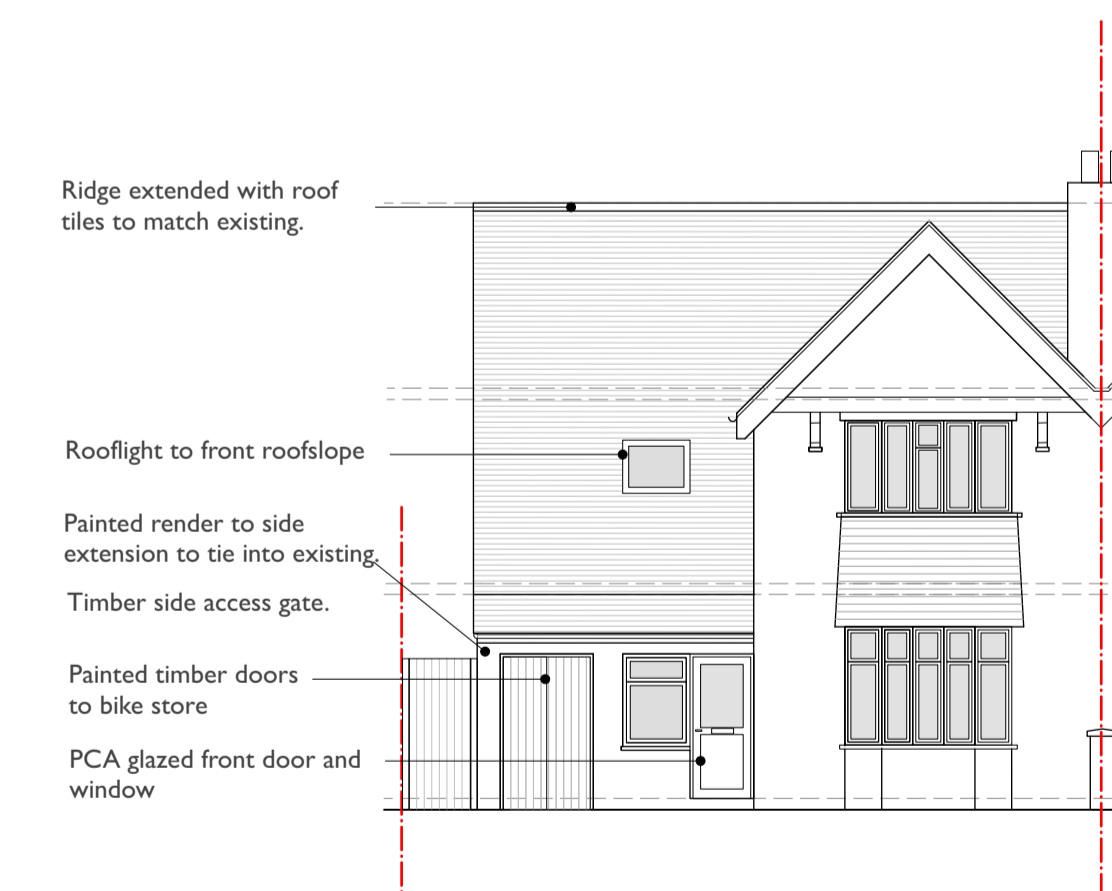 Ridge extended with roof
tiles to match existing.
Rooflight to front roofslope
Painted render to side
extension to tie into existing.
Timber side access gate.
Painted timber doors
to bike store
PCA glazed front door and
window